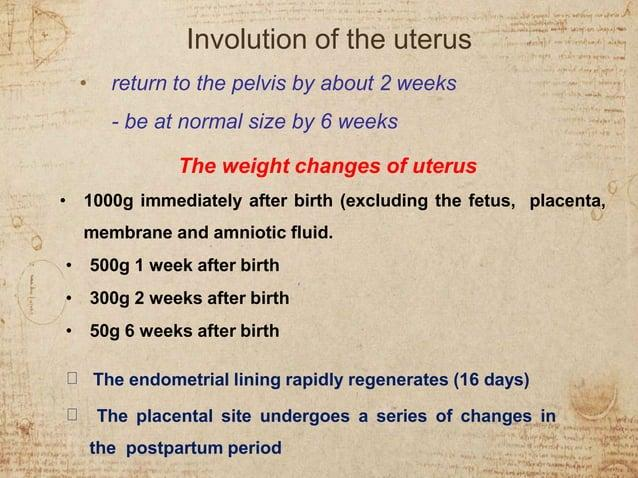 Involution of the uterus
• return to the pelvis by about 2 weeks
- be at normal size by 6 weeks
The weight changes of uterus
• 1000g immediately after birth (excluding the fetus, placenta,
membrane and amniotic fluid.
• 500g 1 week after birth
• 300g 2 weeks after birth
• 50g 6 weeks after birth
The endometrial lining rapidly regenerates (16 days)
The placental site undergoes a series of changes in
the postpartum period